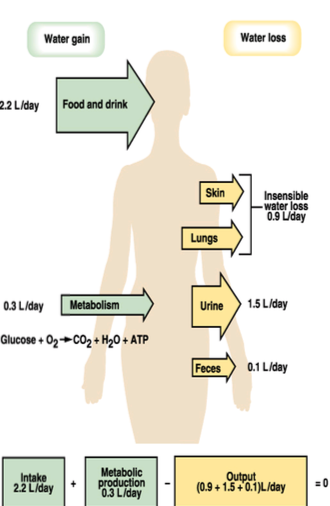 Water gain
Water loss
2.2 L/day
Food and drink
Skin
Insensible
water loss
0.9 L/day
Lungs
0.3 L/day
Metabolism
Urine
1.5 L/day
Glucose + O₂ → CO₂ + H₂O + ATP
Feces
0.1 L/day
Intake
2.2 L/day
+
Metabolic
production
0.3 L/day
−
Output
(0.9 + 1.5 + 0.1)L/day
= 0